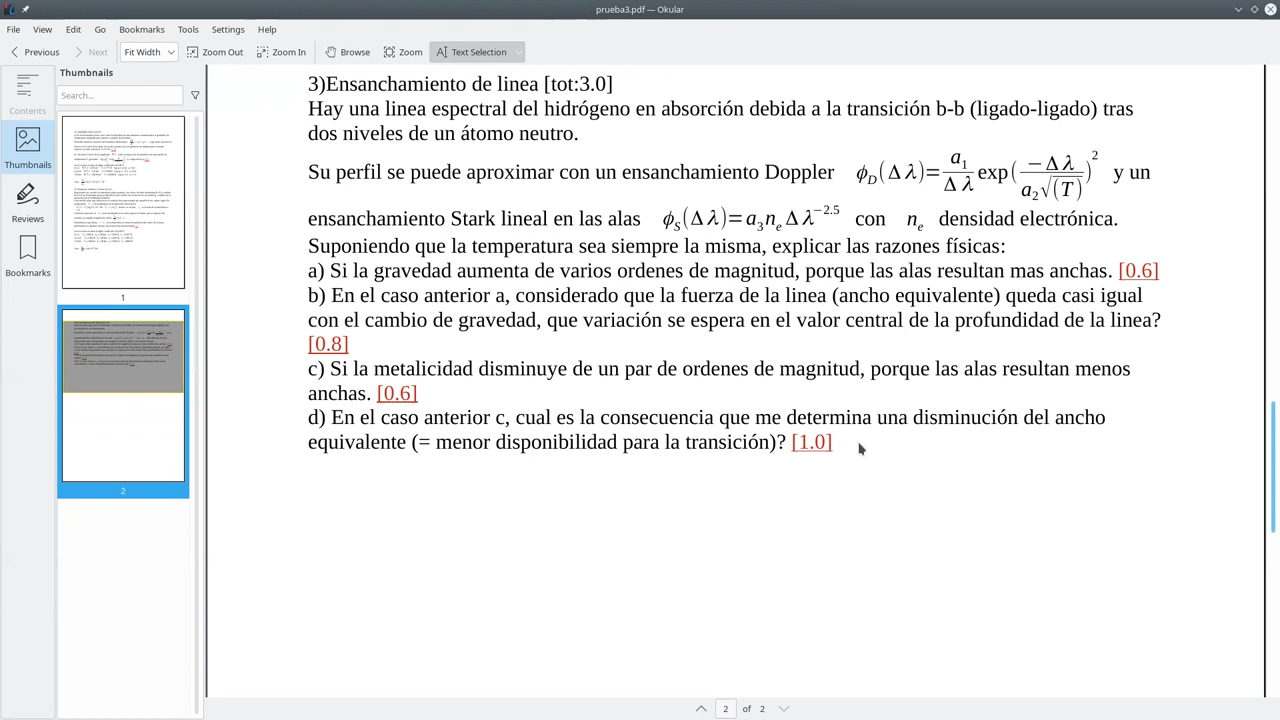 prueba3.pdf — Okular
File View Edit Go Bookmarks Tools Settings Help
Previous Next Fit Width Zoom Out Zoom In Browse Zoom Text Selection
Contents
Thumbnails
Reviews
Bookmarks
Thumbnails
Search...
1
2
3)Ensanchamiento de linea [tot:3.0]
Hay una linea espectral del hidrógeno en absorción debida a la transición b-b (ligado-ligado) tras
dos niveles de un átomo neutro.
Su perfil se puede aproximar con un ensanchamiento Doppler ϕ_D(Δλ)=a_1/Δλ exp(−Δλ/(a_2√(T)))^2 y un
ensanchamiento Stark linear en las alas ϕ_S(Δλ)=a_3 n_e Δλ^−2.5 con n_e densidad electrónica.
Suponiendo que la temperatura sea siempre la misma, explicar las razones físicas:
a) Si la gravedad aumenta de varios ordenes de magnitud, porque las alas resultan mas anchas. [0.6]
b) En el caso anterior a, considerado que la fuerza de la linea (ancho equivalente) queda casi igual
con el cambio de gravedad, que variación se espera en el valor central de la profundidad de la linea?
[0.8]
c) Si la metalicidad disminuye de un par de ordenes de magnitud, porque las alas resultan menos
anchas. [0.6]
d) En el caso anterior c, cual es la consecuencia que me determina una disminución del ancho
equivalente (= menor disponibilidad para la transición)? [1.0]
2 of 2